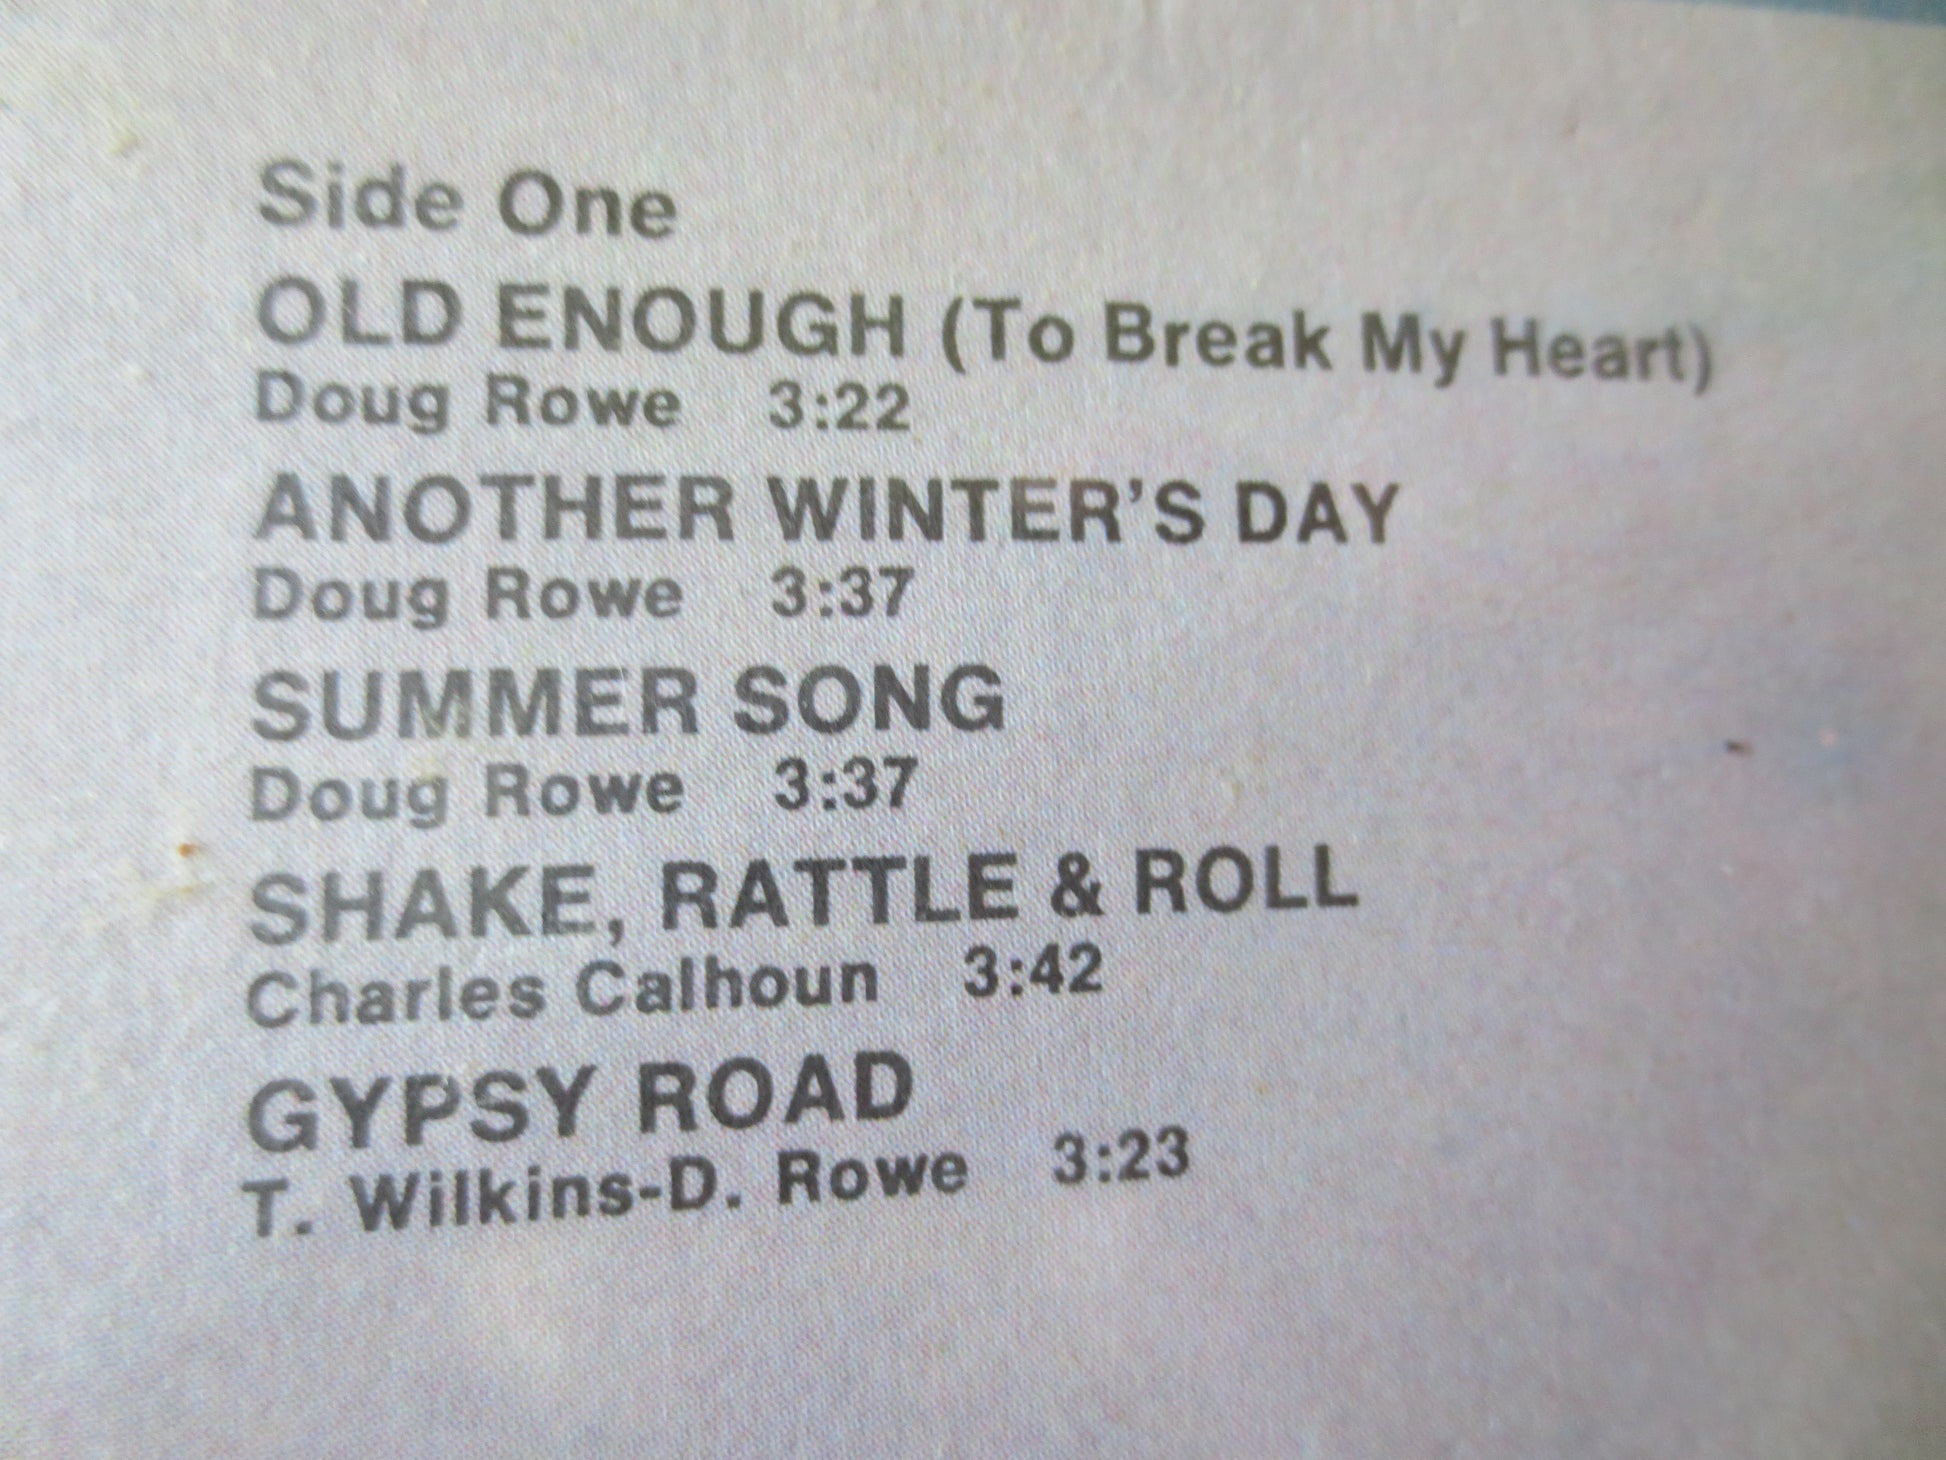 Side One
OLD ENOUGH (To Break My Heart)
Doug Rowe 3:22
ANOTHER WINTER’S DAY
Doug Rowe 3:37
SUMMER SONG
Doug Rowe 3:37
SHAKE, RATTLE & ROLL
Charles Calhoun 3:42
GYPSY ROAD
T. Wilkins-D. Rowe 3:23